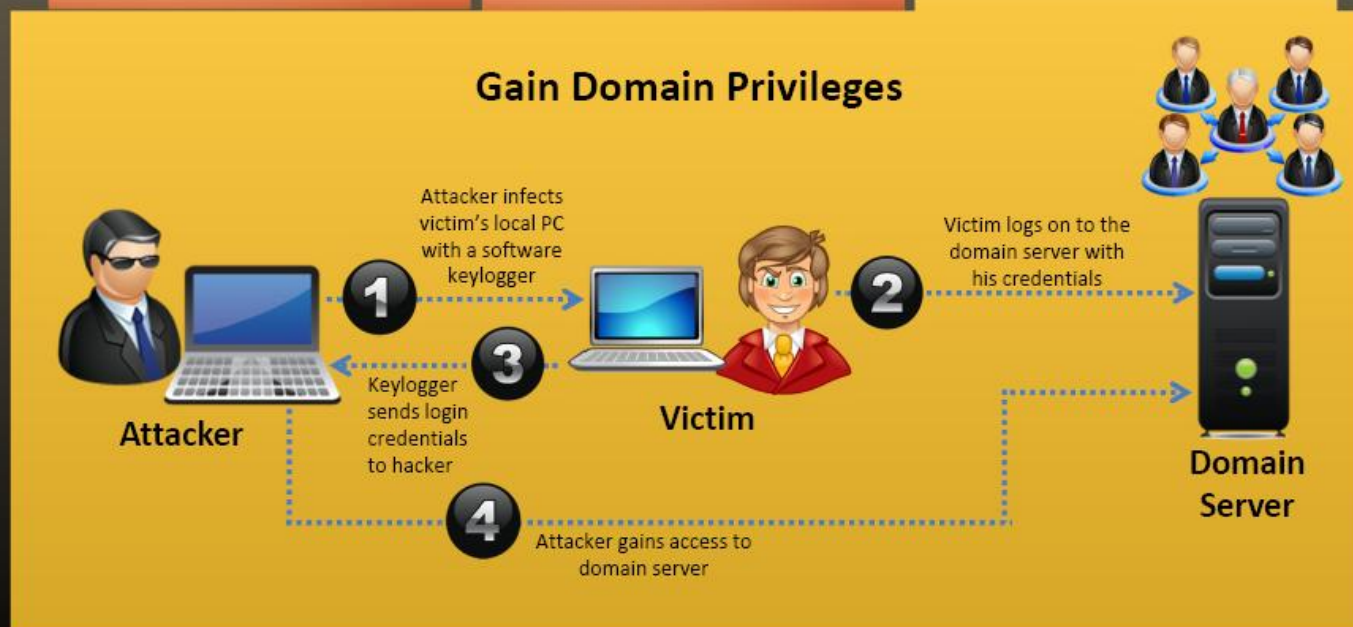 Gain Domain Privileges
Attacker infects
victim's local PC
with a software
keylogger
1
Victim logs on to the
domain server with
his credentials
2
3
Keylogger
sends login
credentials
to hacker
Attacker
Victim
Domain
Server
4
Attacker gains access to
domain server